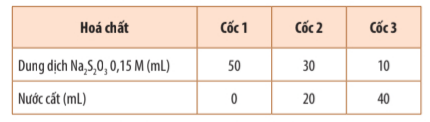 Hoá chất Cốc 1 Cốc 2 Cốc 3
Dung dịch Na₂S₂O₃ 0,15 M (mL) 50 30 10
Nước cất (mL) 0 20 40